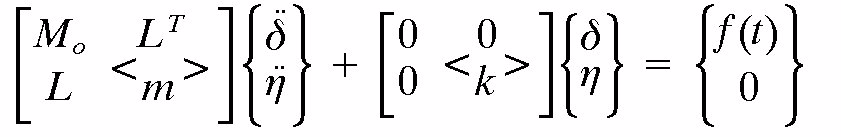 [ M_o L^T ; L <m> ] { δ̈ ; η̈ } + [ 0 0 ; 0 <k> ] { δ ; η } = { f(t) ; 0 }